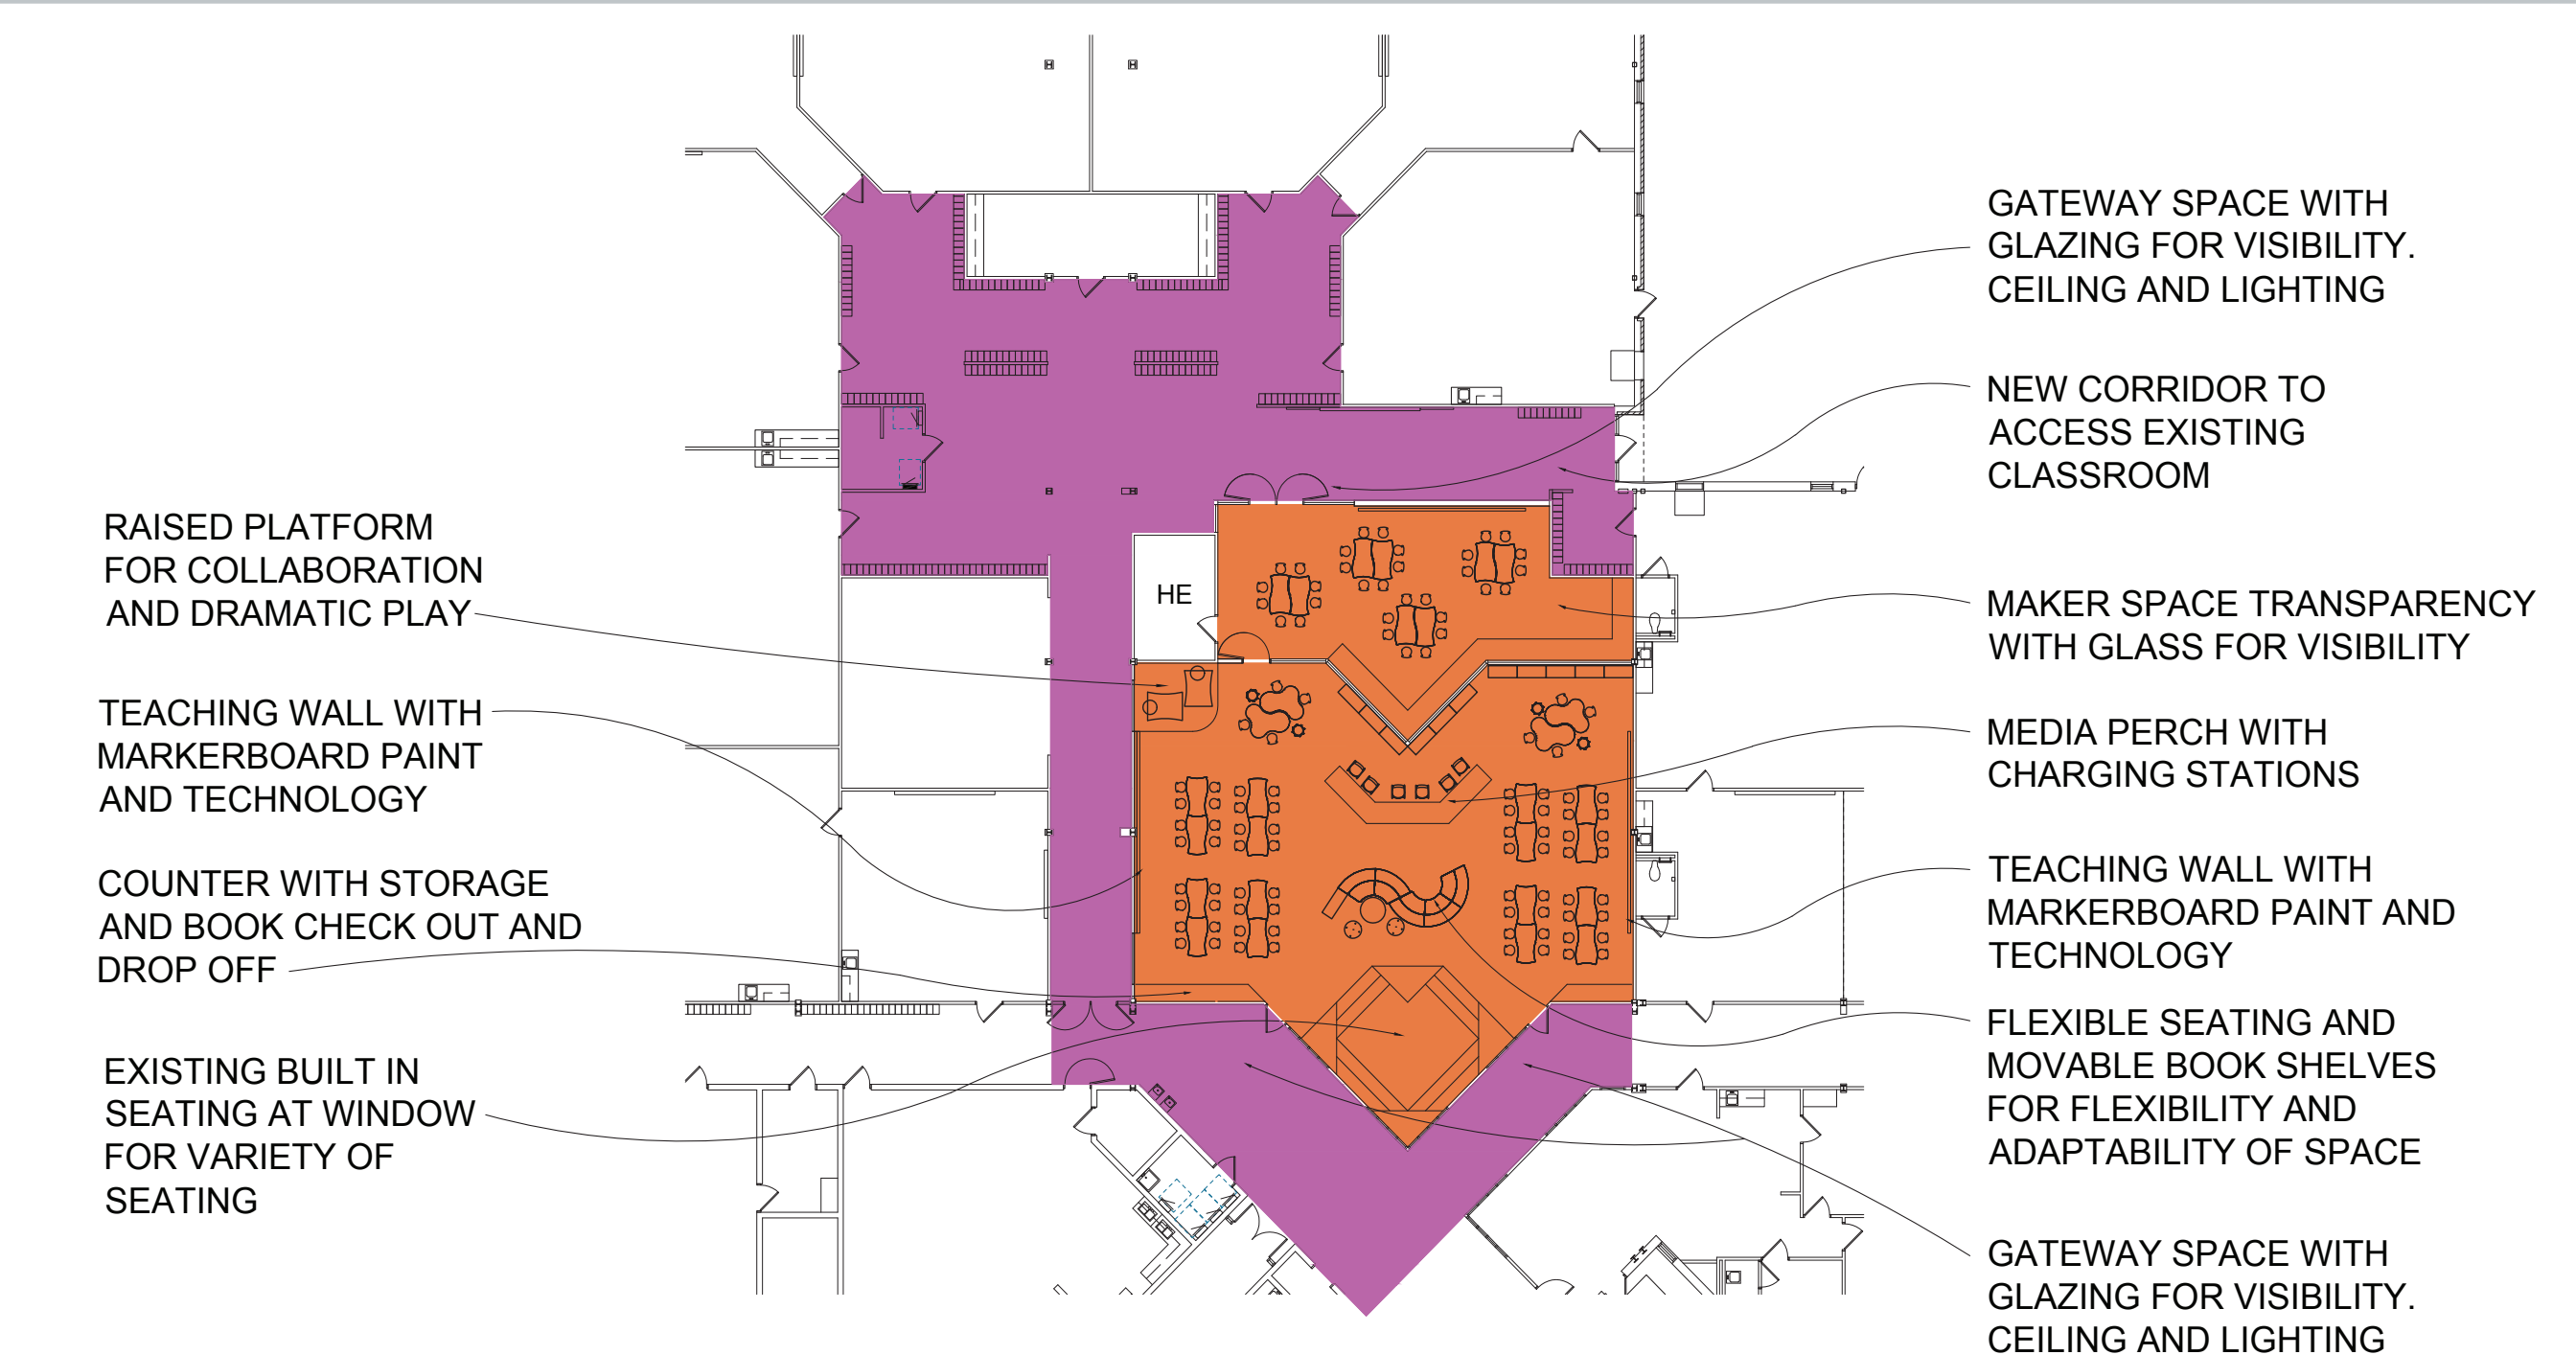 RAISED PLATFORM
FOR COLLABORATION
AND DRAMATIC PLAY
TEACHING WALL WITH
MARKERBOARD PAINT
AND TECHNOLOGY
COUNTER WITH STORAGE
AND BOOK CHECK OUT AND
DROP OFF
EXISTING BUILT IN
SEATING AT WINDOW
FOR VARIETY OF
SEATING
HE
GATEWAY SPACE WITH
GLAZING FOR VISIBILITY.
CEILING AND LIGHTING
NEW CORRIDOR TO
ACCESS EXISTING
CLASSROOM
MAKER SPACE TRANSPARENCY
WITH GLASS FOR VISIBILITY
MEDIA PERCH WITH
CHARGING STATIONS
TEACHING WALL WITH
MARKERBOARD PAINT AND
TECHNOLOGY
FLEXIBLE SEATING AND
MOVABLE BOOK SHELVES
FOR FLEXIBILITY AND
ADAPTABILITY OF SPACE
GATEWAY SPACE WITH
GLAZING FOR VISIBILITY.
CEILING AND LIGHTING